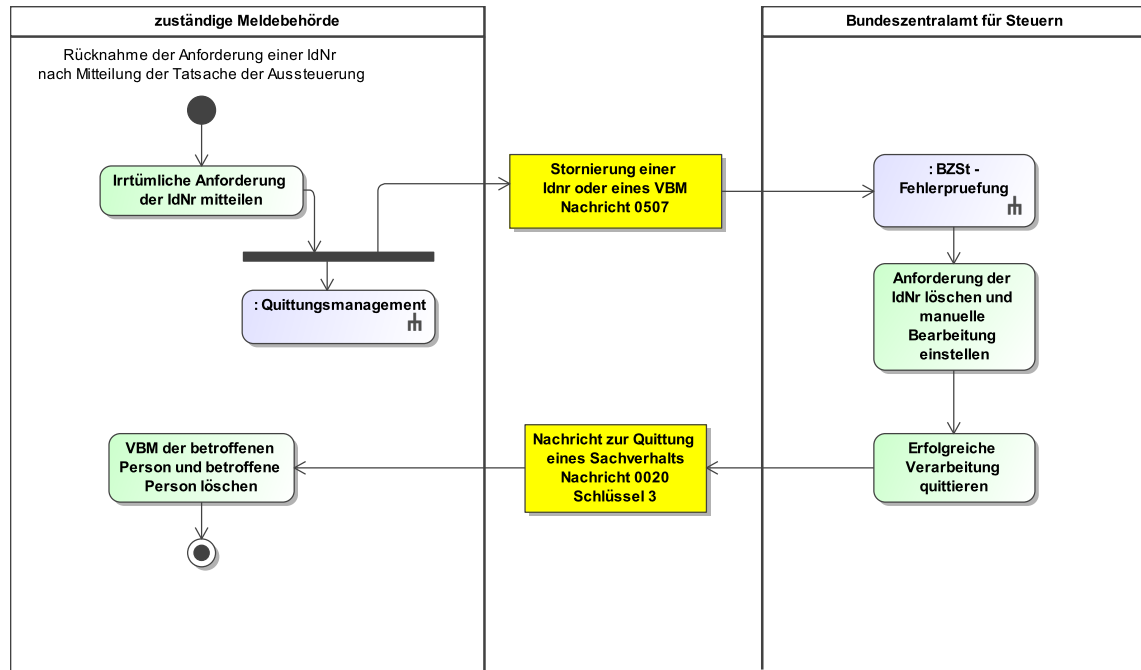 zuständige Meldebehörde
Bundeszentralamt für Steuern
Rücknahme der Anforderung einer IdNr
nach Mitteilung der Tatsache der Aussteuerung
Irrtümliche Anforderung
der IdNr mitteilen
Stornierung einer
Idnr oder eines VBM
Nachricht 0507
: BZSt -
Fehlerpruefung
: Quittungsmanagement
Anforderung der
IdNr löschen und
manuelle
Bearbeitung
einstellen
VBM der betroffenen
Person und betroffene
Person löschen
Nachricht zur Quittung
eines Sachverhalts
Nachricht 0020
Schlüssel 3
Erfolgreiche
Verarbeitung
quittieren